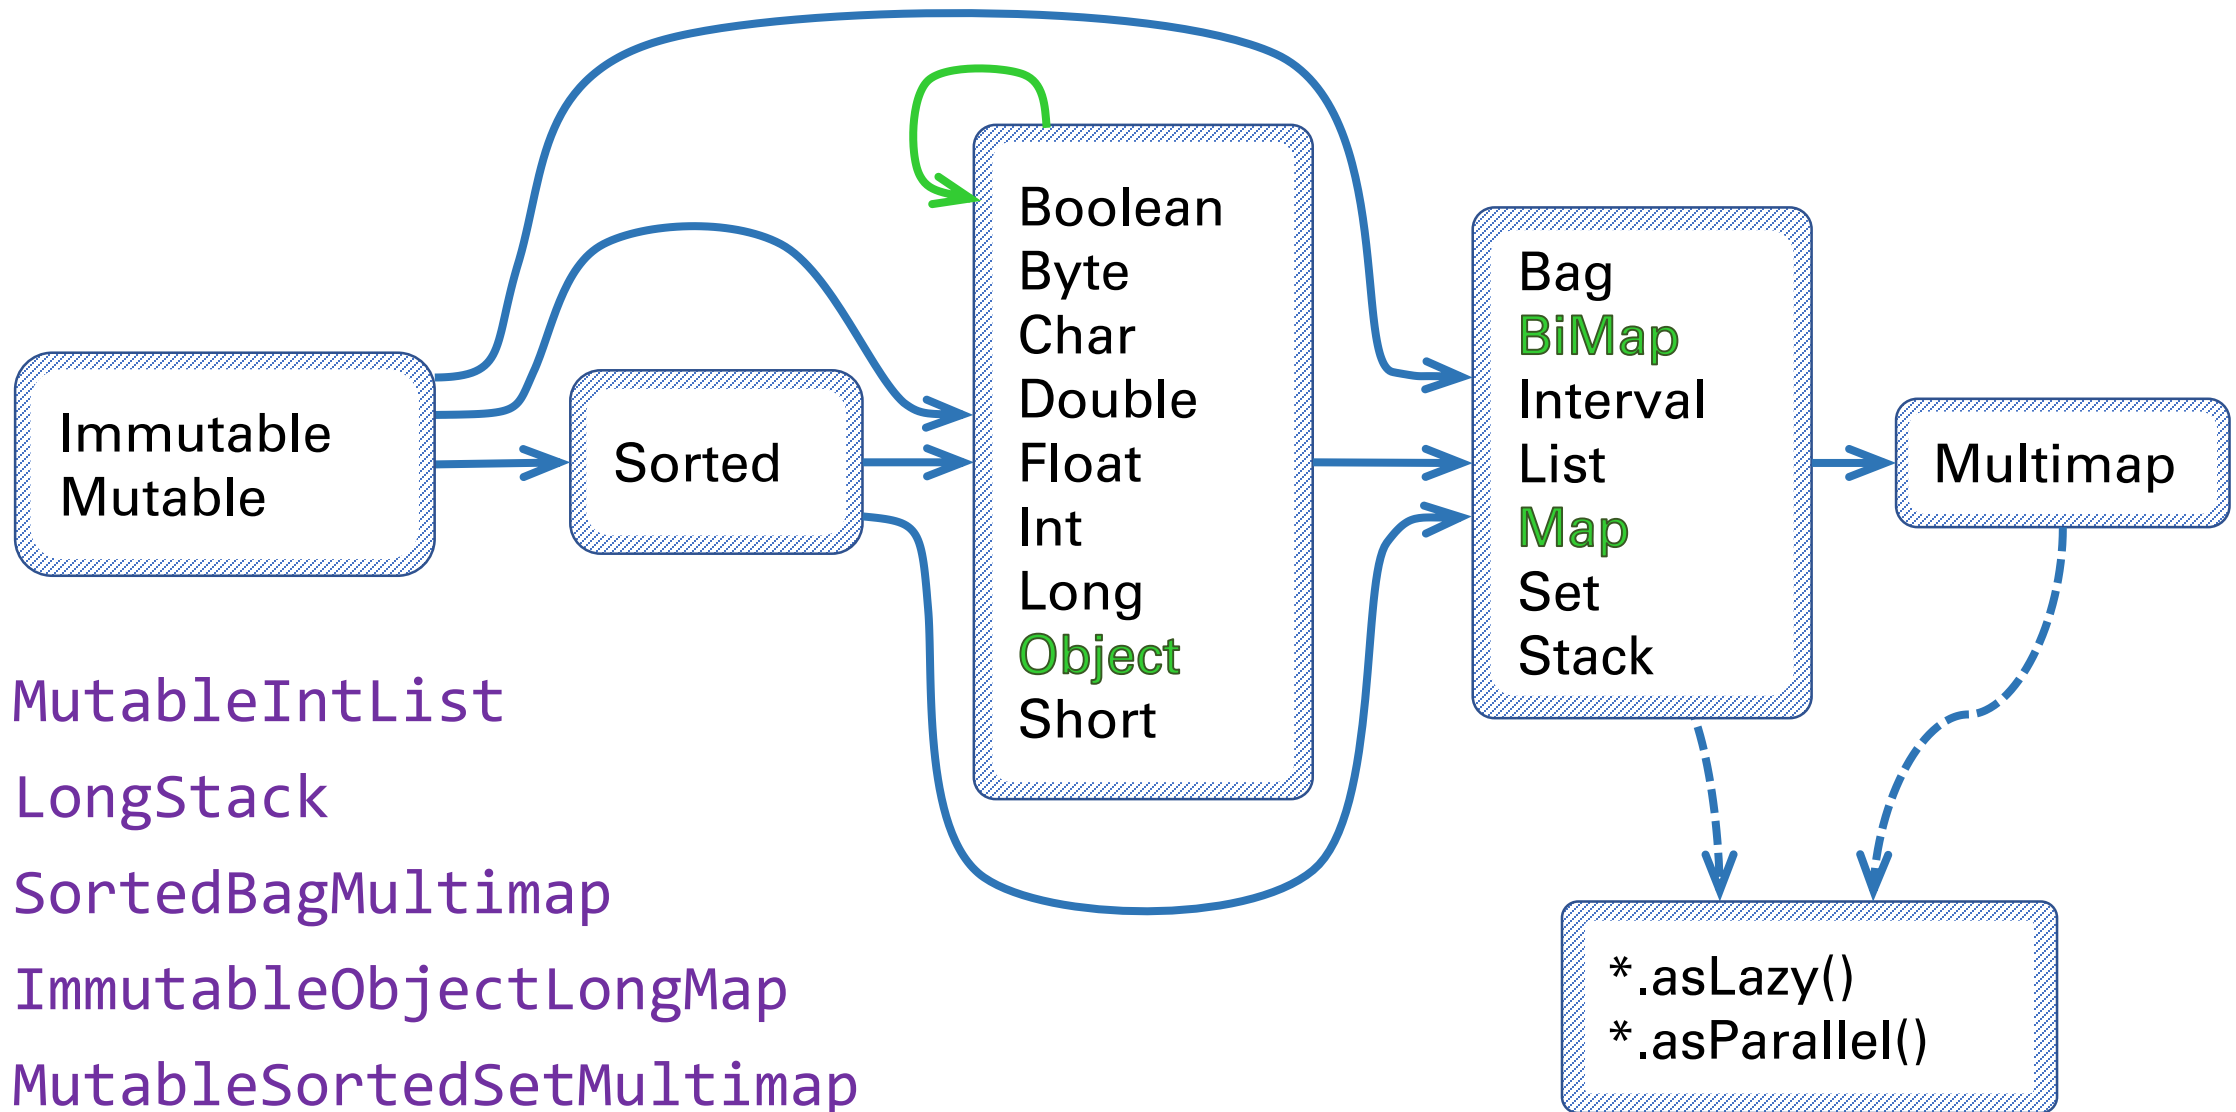 Immutable
Mutable
Sorted
Boolean
Byte
Char
Double
Float
Int
Long
Object
Short
Bag
BiMap
Interval
List
Map
Set
Stack
Multimap
*.asLazy()
*.asParallel()
MutableIntList
LongStack
SortedBagMultimap
ImmutableObjectLongMap
MutableSortedSetMultimap